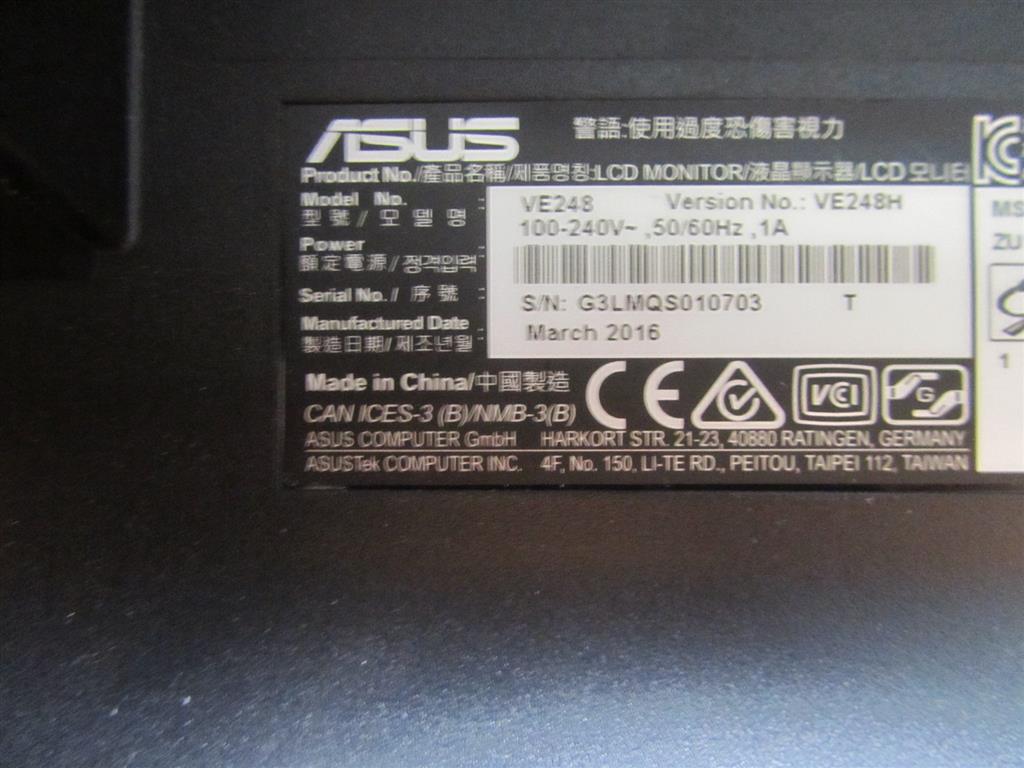 ASUS 警語:使用過度恐傷害視力
Product No./產品名稱/제품명칭:LCD MONITOR/液晶顯示器/LCD 모니터
Model No. : VE248 Version No.: VE248H
型號 / 모델명
Power : 100-240V~ ,50/60Hz ,1A
額定電源 / 정격입력
Serial No./ 序號 : S/N: G3LMQS010703 T
Manufactured Date : March 2016
製造日期/제조년월
Made in China/中國製造 CE VCCI G
CAN ICES-3 (B)/NMB-3(B)
ASUS COMPUTER GmbH HARKORT STR. 21-23, 40880 RATINGEN, GERMANY
ASUSTek COMPUTER INC. 4F, No. 150, LI-TE RD., PEITOU, TAIPEI 112, TAIWAN
MS
ZU
1